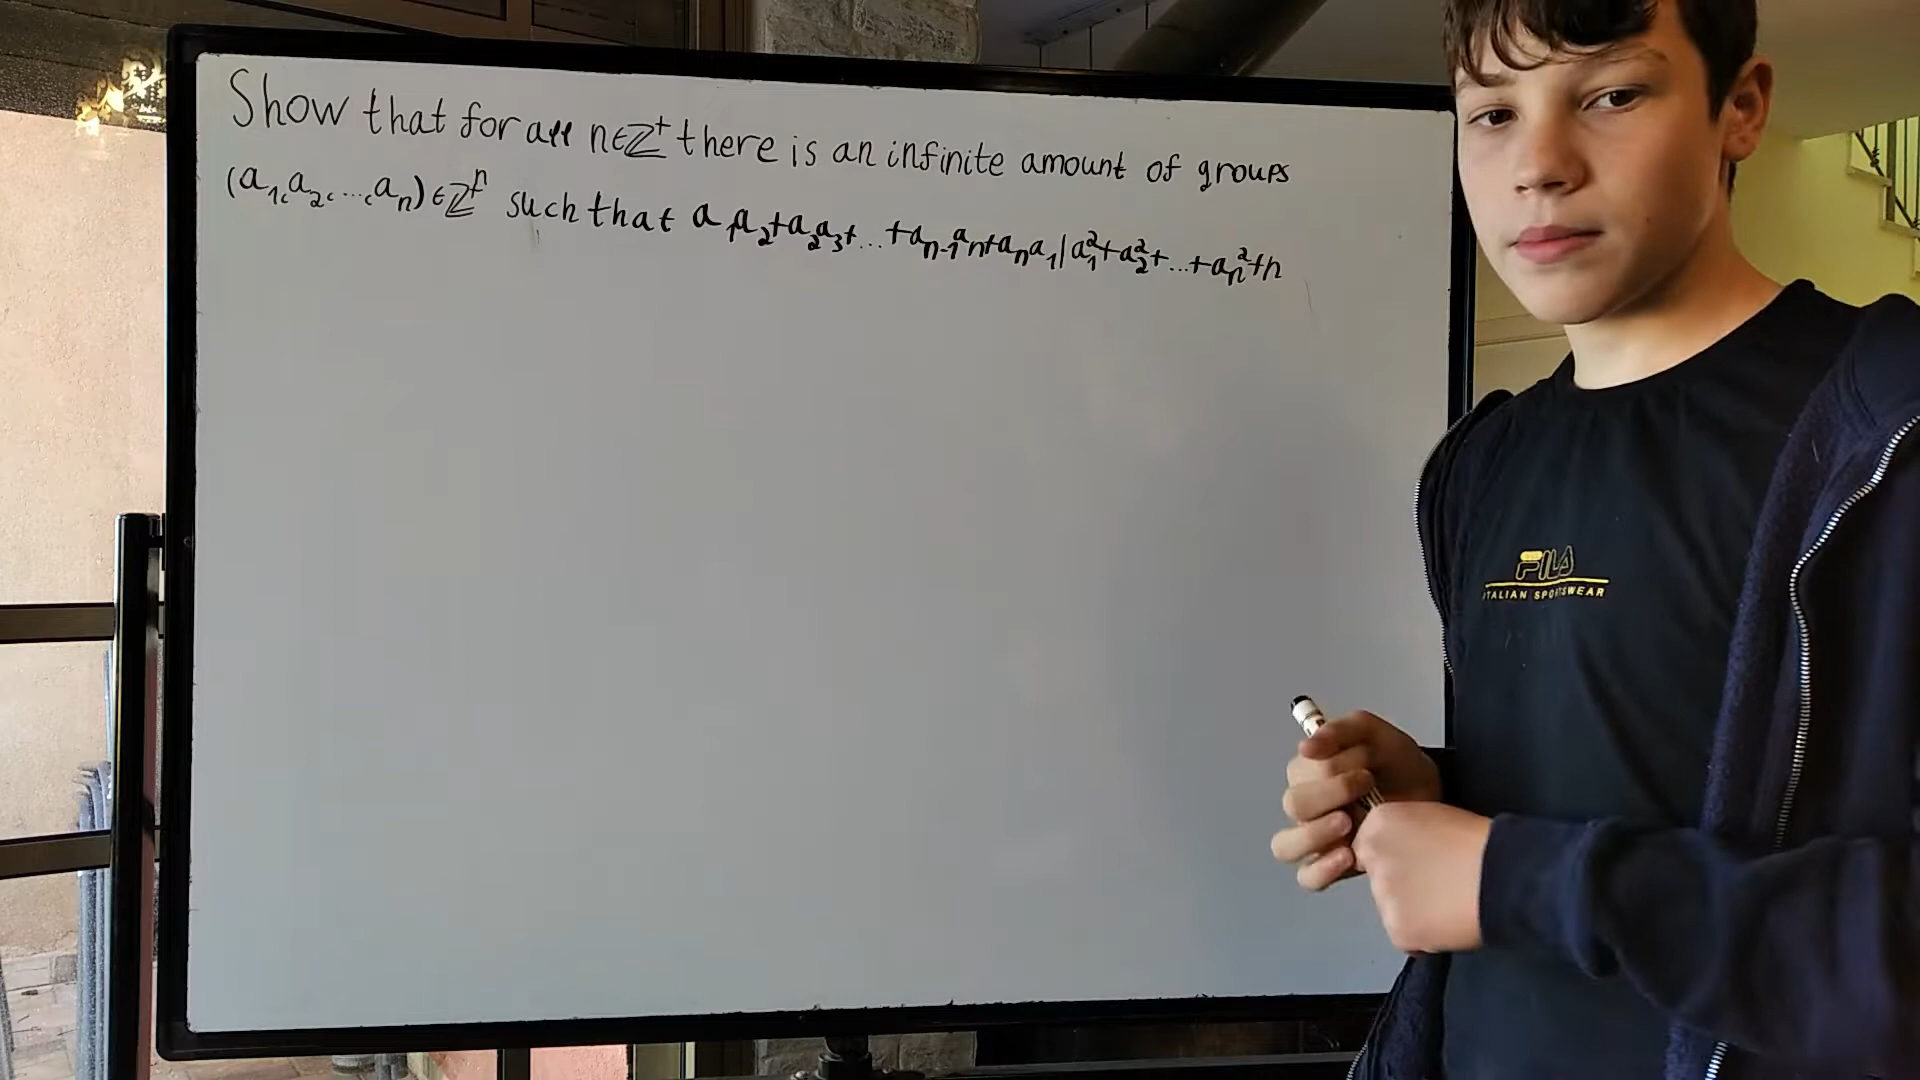 Show that for all n∈ℤ⁺ there is an infinite amount of groups
(a₁,a₂,...,aₙ)∈ℤⁿ such that a₁a₂+a₂a₃+...+aₙ₋₁aₙ+aₙa₁|a₁²+a₂²+...+aₙ²+n
FILA
ITALIAN SPORTSWEAR